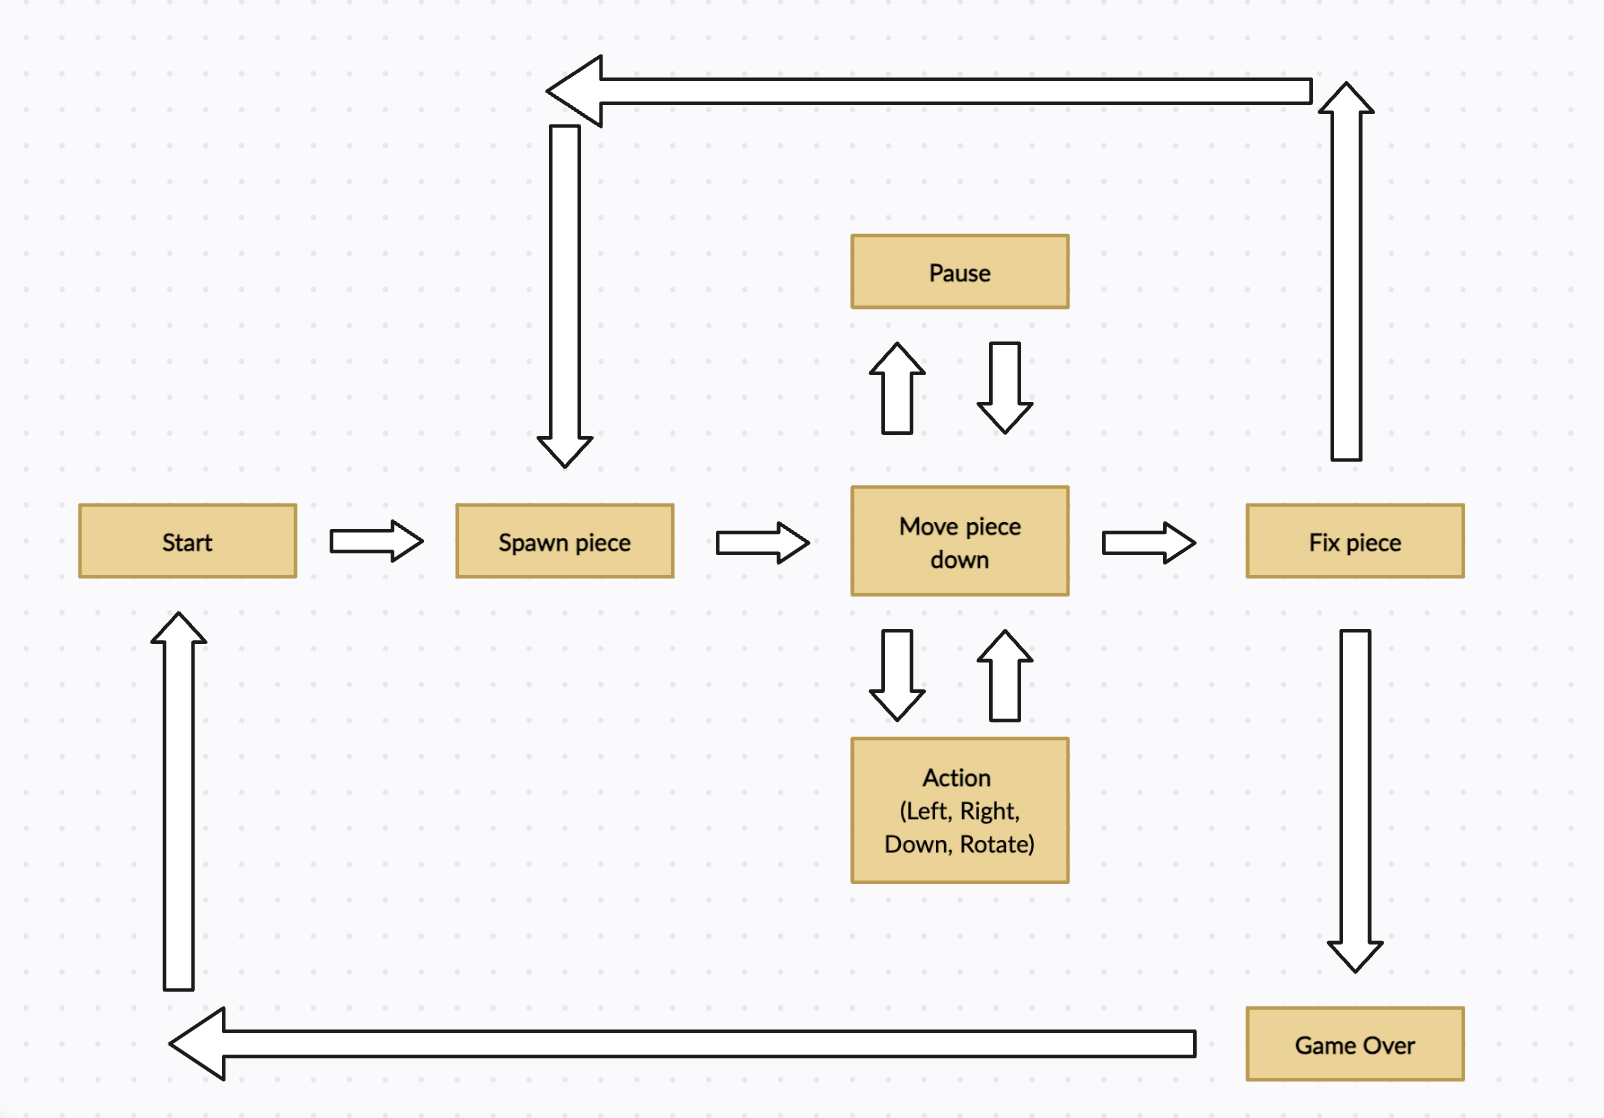 Pause
Start
Spawn piece
Move piece
down
Fix piece
Action
(Left, Right,
Down, Rotate)
Game Over